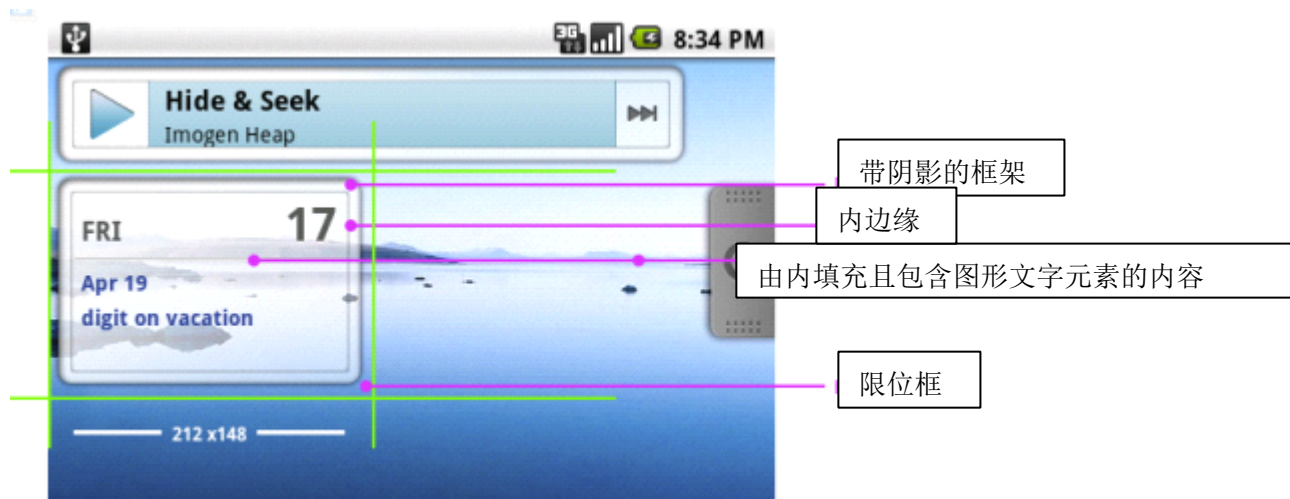 3G 8:34 PM
Hide & Seek
Imogen Heap
带阴影的框架
内边缘
FRI 17
由内填充且包含图形文字元素的内容
Apr 19
digit on vacation
限位框
212 x148